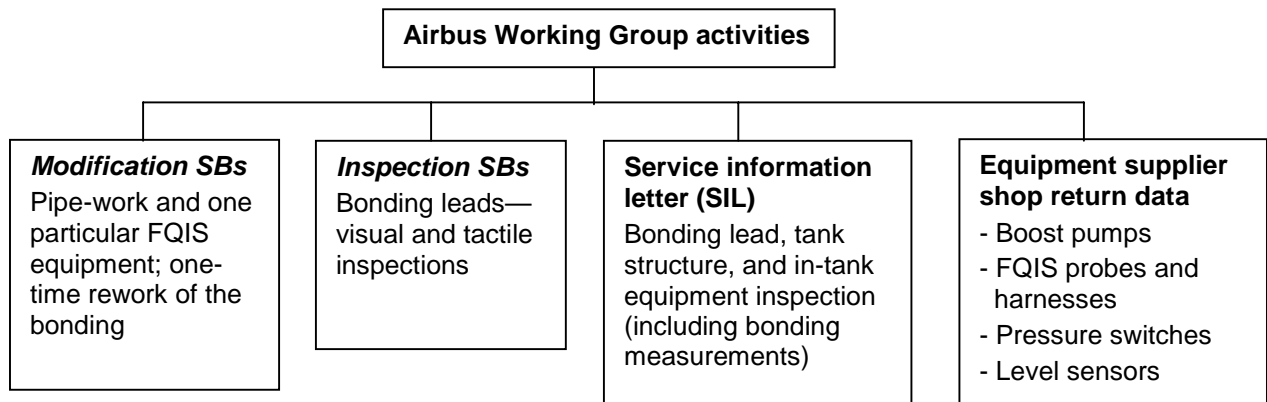 Airbus Working Group activities
Modification SBs
Pipe-work and one
particular FQIS
equipment; one-
time rework of the
bonding
Inspection SBs
Bonding leads—
visual and tactile
inspections
Service information
letter (SIL)
Bonding lead, tank
structure, and in-tank
equipment inspection
(including bonding
measurements)
Equipment supplier
shop return data
- Boost pumps
- FQIS probes and
harnesses
- Pressure switches
- Level sensors